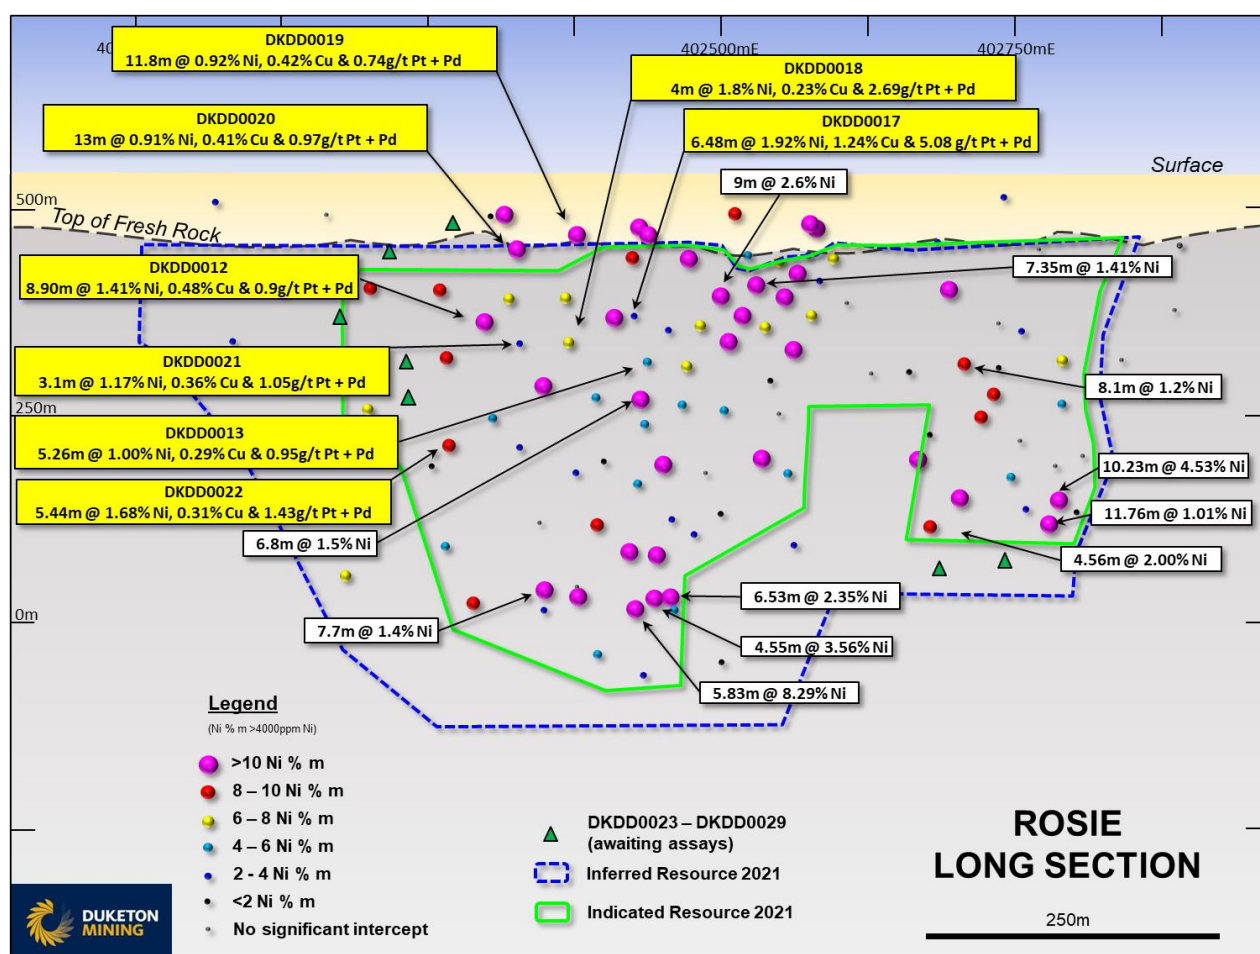 DKDD0019
11.8m @ 0.92% Ni, 0.42% Cu & 0.74g/t Pt + Pd
402500mE
402750mE
DKDD0018
4m @ 1.8% Ni, 0.23% Cu & 2.69g/t Pt + Pd
DKDD0020
13m @ 0.91% Ni, 0.41% Cu & 0.97g/t Pt + Pd
DKDD0017
6.48m @ 1.92% Ni, 1.24% Cu & 5.08 g/t Pt + Pd
Surface
9m @ 2.6% Ni
500m
Top of Fresh Rock
DKDD0012
8.90m @ 1.41% Ni, 0.48% Cu & 0.9g/t Pt + Pd
7.35m @ 1.41% Ni
DKDD0021
3.1m @ 1.17% Ni, 0.36% Cu & 1.05g/t Pt + Pd
8.1m @ 1.2% Ni
250m
DKDD0013
5.26m @ 1.00% Ni, 0.29% Cu & 0.95g/t Pt + Pd
10.23m @ 4.53% Ni
DKDD0022
5.44m @ 1.68% Ni, 0.31% Cu & 1.43g/t Pt + Pd
11.76m @ 1.01% Ni
6.8m @ 1.5% Ni
4.56m @ 2.00% Ni
0m
6.53m @ 2.35% Ni
7.7m @ 1.4% Ni
4.55m @ 3.56% Ni
5.83m @ 8.29% Ni
Legend
(Ni % m >4000ppm Ni)
>10 Ni % m
8 – 10 Ni % m
6 – 8 Ni % m
4 – 6 Ni % m
2 - 4 Ni % m
<2 Ni % m
No significant intercept
DKDD0023 – DKDD0029
(awaiting assays)
Inferred Resource 2021
Indicated Resource 2021
ROSIE
LONG SECTION
250m
DUKETON
MINING